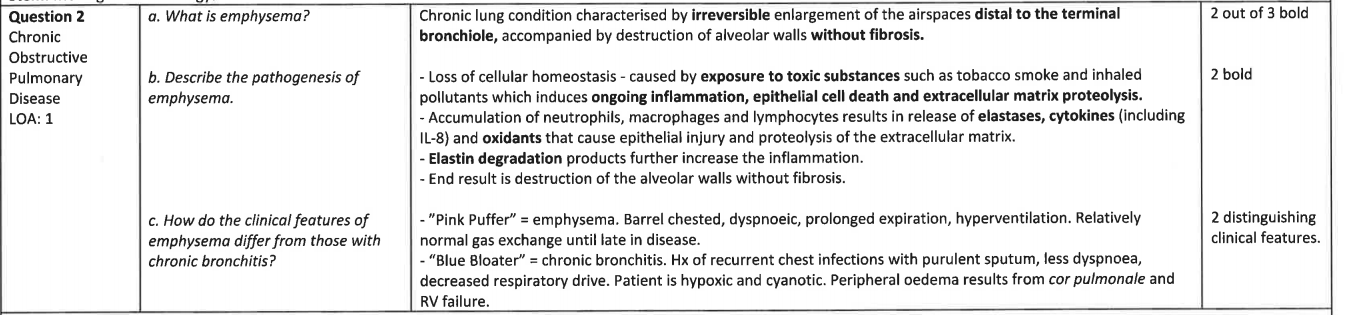 Question 2
Chronic
Obstructive
Pulmonary
Disease
LOA: 1
a. What is emphysema?
Chronic lung condition characterised by irreversible enlargement of the airspaces distal to the terminal
bronchiole, accompanied by destruction of alveolar walls without fibrosis.
2 out of 3 bold
b. Describe the pathogenesis of
emphysema.
- Loss of cellular homeostasis - caused by exposure to toxic substances such as tobacco smoke and inhaled
pollutants which induces ongoing inflammation, epithelial cell death and extracellular matrix proteolysis.
- Accumulation of neutrophils, macrophages and lymphocytes results in release of elastases, cytokines (including
IL-8) and oxidants that cause epithelial injury and proteolysis of the extracellular matrix.
- Elastin degradation products further increase the inflammation.
- End result is destruction of the alveolar walls without fibrosis.
2 bold
c. How do the clinical features of
emphysema differ from those with
chronic bronchitis?
- "Pink Puffer" = emphysema. Barrel chested, dyspnoeic, prolonged expiration, hyperventilation. Relatively
normal gas exchange until late in disease.
- "Blue Bloater" = chronic bronchitis. Hx of recurrent chest infections with purulent sputum, less dyspnoea,
decreased respiratory drive. Patient is hypoxic and cyanotic. Peripheral oedema results from cor pulmonale and
RV failure.
2 distinguishing
clinical features.